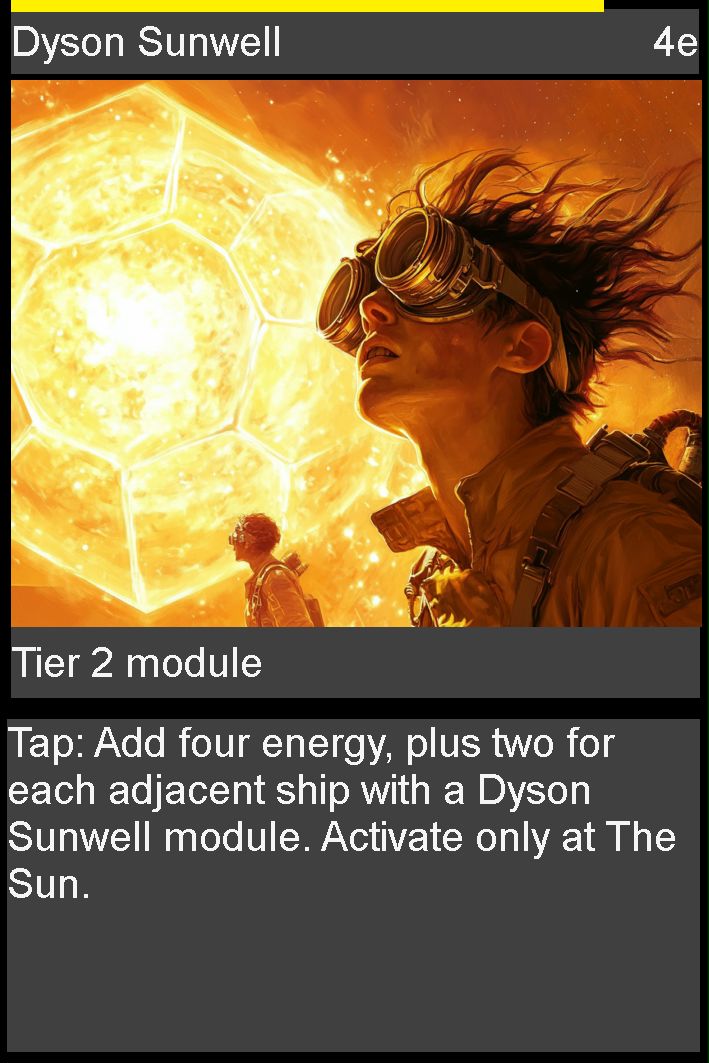 Dyson Sunwell 4e
Tier 2 module
Tap: Add four energy, plus two for
each adjacent ship with a Dyson
Sunwell module. Activate only at The
Sun.